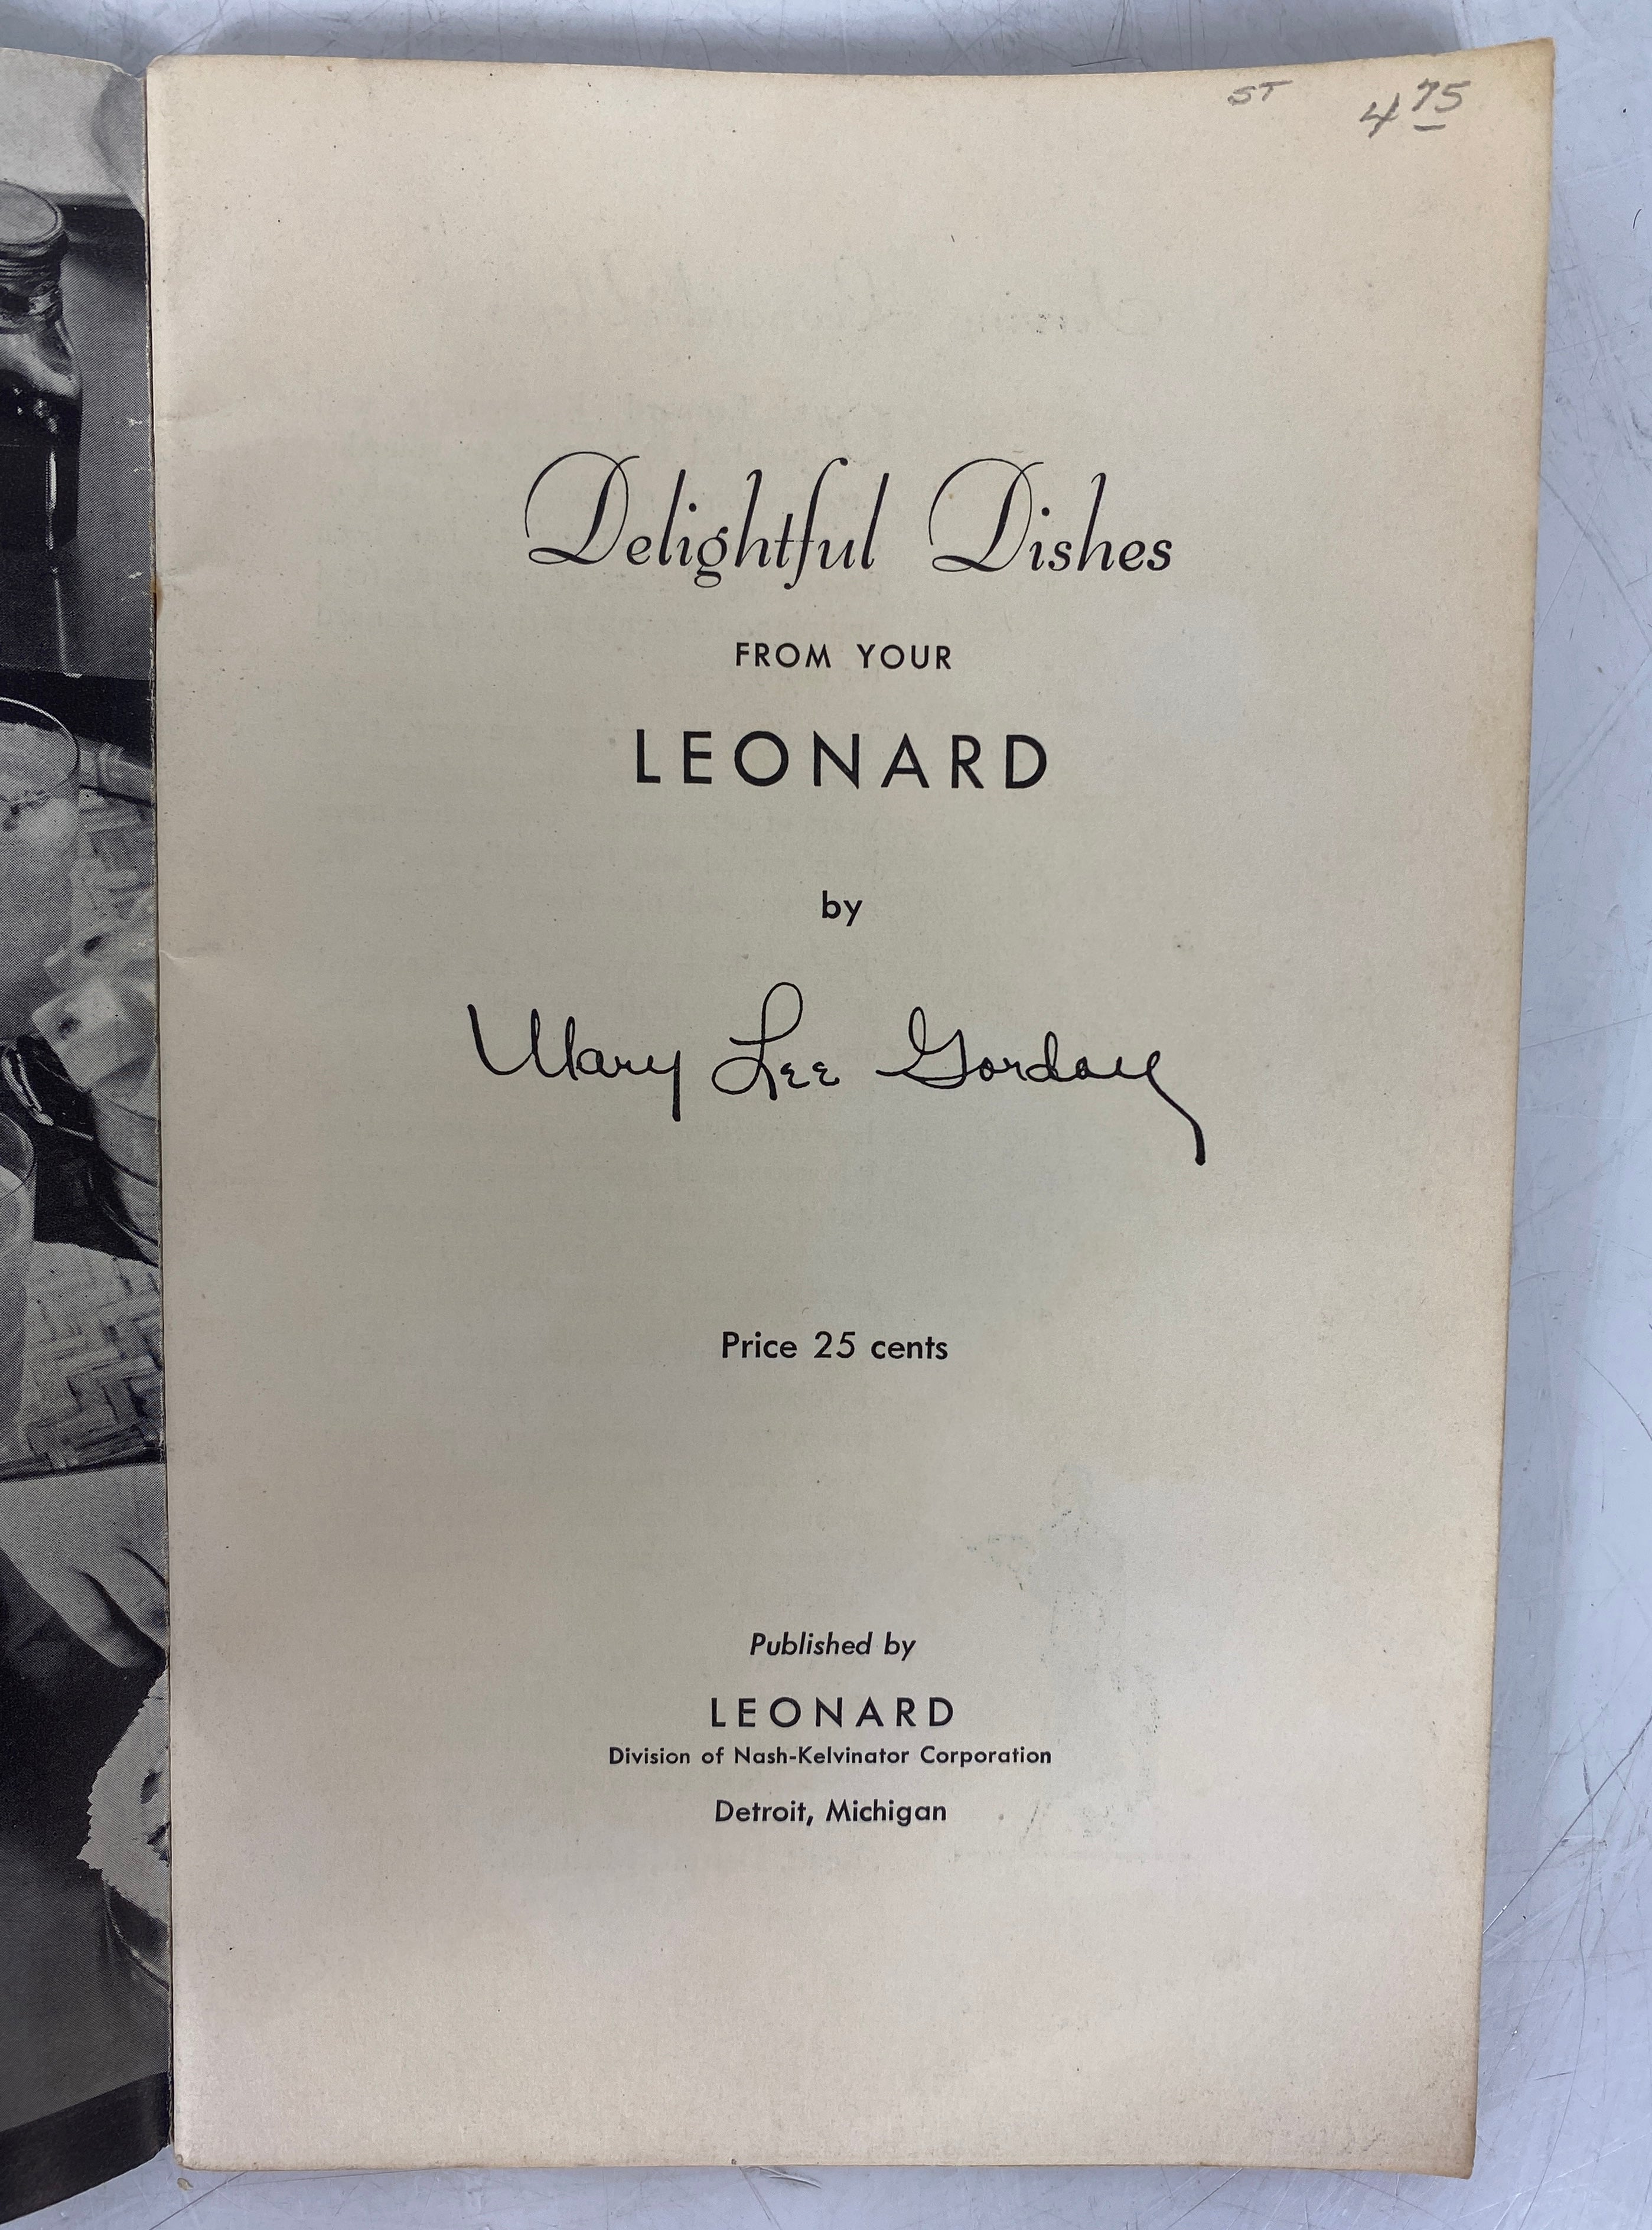 ST 4 75
Delightful Dishes
FROM YOUR
LEONARD
by
Mary Lee Gordon
Price 25 cents
Published by
LEONARD
Division of Nash-Kelvinator Corporation
Detroit, Michigan